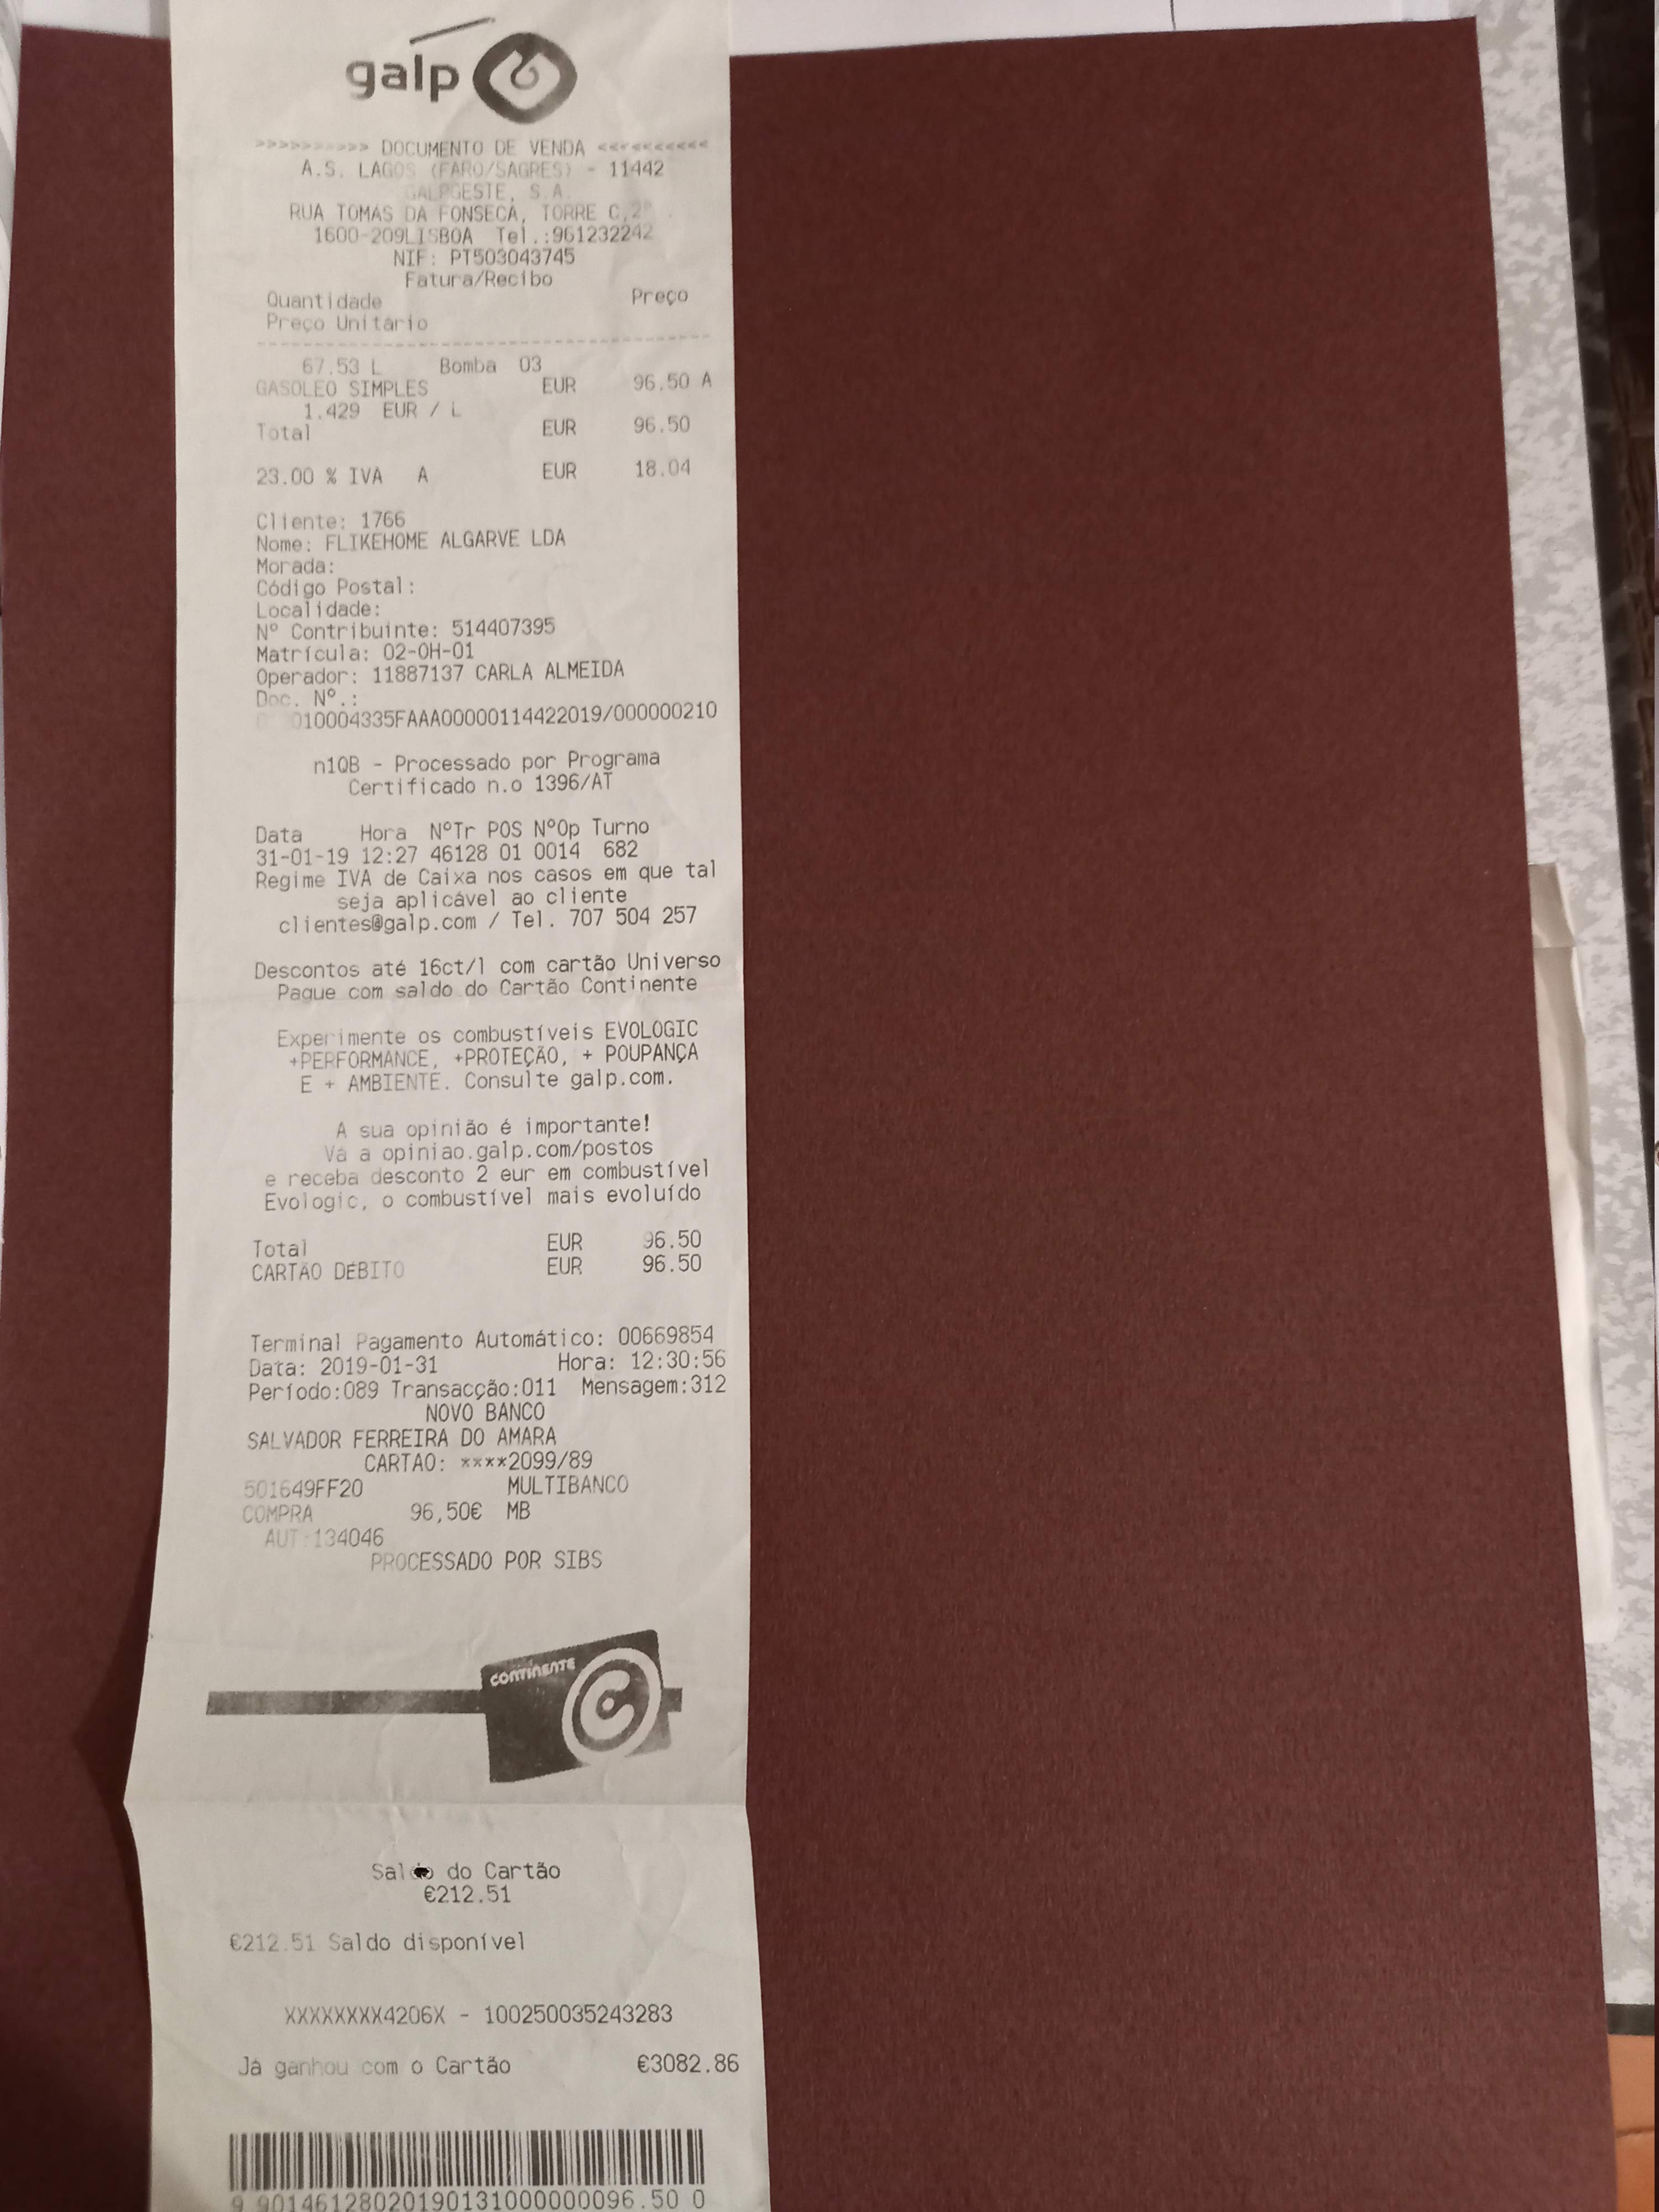 galp
>>>>>>>>>> DOCUMENTO DE VENDA <<<<<<<<<<
A.S. LAGOS (FARO/SAGRES) - 11442
GALPGESTE, S.A.
RUA TOMÁS DA FONSECA, TORRE C,2º
1600-209LISBOA Tel.:961232242
NIF: PT503043745
Fatura/Recibo
Quantidade Preço
Preço Unitário
67.53 L Bomba 03
GASOLEO SIMPLES EUR 96.50 A
1.429 EUR / L
Total EUR 96.50
23.00 % IVA A EUR 18.04
Cliente: 1766
Nome: FLIKEHOME ALGARVE LDA
Morada:
Código Postal:
Localidade:
Nº Contribuinte: 514407395
Matrícula: 02-OH-01
Operador: 11887137 CARLA ALMEIDA
Doc. Nº.:
010004335FAAA00000114422019/000000210
n1QB - Processado por Programa
Certificado n.o 1396/AT
Data Hora NºTr POS NºOp Turno
31-01-19 12:27 46128 01 0014 682
Regime IVA de Caixa nos casos em que tal
seja aplicável ao cliente
clientes@galp.com / Tel. 707 504 257
Descontos até 16ct/l com cartão Universo
Pague com saldo do Cartão Continente
Experimente os combustíveis EVOLOGIC
+PERFORMANCE, +PROTEÇÃO, + POUPANÇA
E + AMBIENTE. Consulte galp.com.
A sua opinião é importante!
Vá a opiniao.galp.com/postos
e receba desconto 2 eur em combustível
Evologic, o combustível mais evoluído
Total EUR 96.50
CARTÃO DÉBITO EUR 96.50
Terminal Pagamento Automático: 00669854
Data: 2019-01-31 Hora: 12:30:56
Período:089 Transacção:011 Mensagem:312
NOVO BANCO
SALVADOR FERREIRA DO AMARA
CARTAO: ****2099/89
501649FF20 MULTIBANCO
COMPRA 96,50€ MB
AUT:134046
PROCESSADO POR SIBS
CONTINENTE
Saldo do Cartão
€212.51
€212.51 Saldo disponível
XXXXXXXX4206X - 100250035243283
Já ganhou com o Cartão €3082.86
9 901461280201901310000000096.50 0